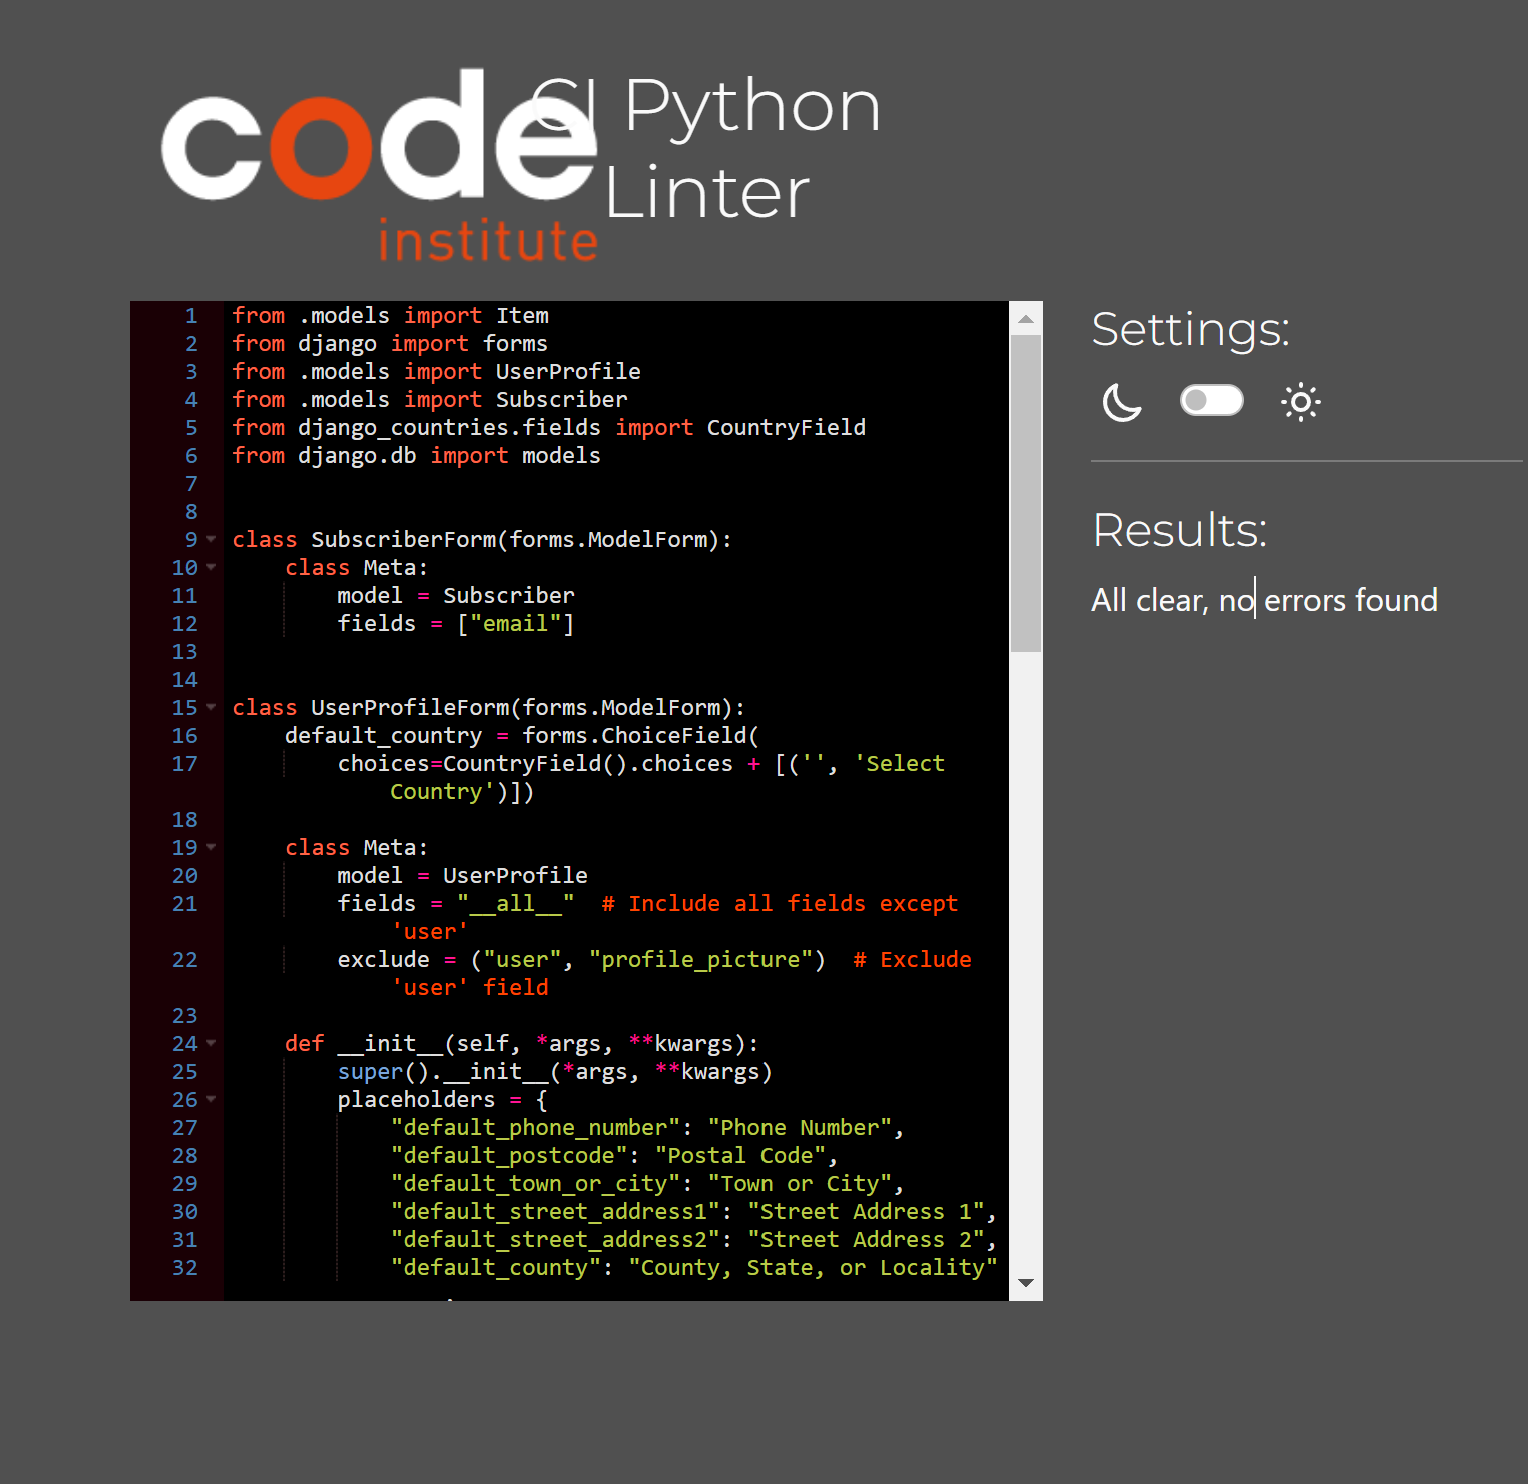 code
institute
CI Python
Linter
1 from .models import Item
2 from django import forms
3 from .models import UserProfile
4 from .models import Subscriber
5 from django_countries.fields import CountryField
6 from django.db import models
7
8
9 class SubscriberForm(forms.ModelForm):
10     class Meta:
11         model = Subscriber
12         fields = ["email"]
13
14
15 class UserProfileForm(forms.ModelForm):
16     default_country = forms.ChoiceField(
17         choices=CountryField().choices + [('', 'Select
            Country')])
18
19     class Meta:
20         model = UserProfile
21         fields = "__all__"  # Include all fields except
            'user'
22         exclude = ("user", "profile_picture")  # Exclude
            'user' field
23
24     def __init__(self, *args, **kwargs):
25         super().__init__(*args, **kwargs)
26         placeholders = {
27             "default_phone_number": "Phone Number",
28             "default_postcode": "Postal Code",
29             "default_town_or_city": "Town or City",
30             "default_street_address1": "Street Address 1",
31             "default_street_address2": "Street Address 2",
32             "default_county": "County, State, or Locality"
Settings:
Results:
All clear, no errors found